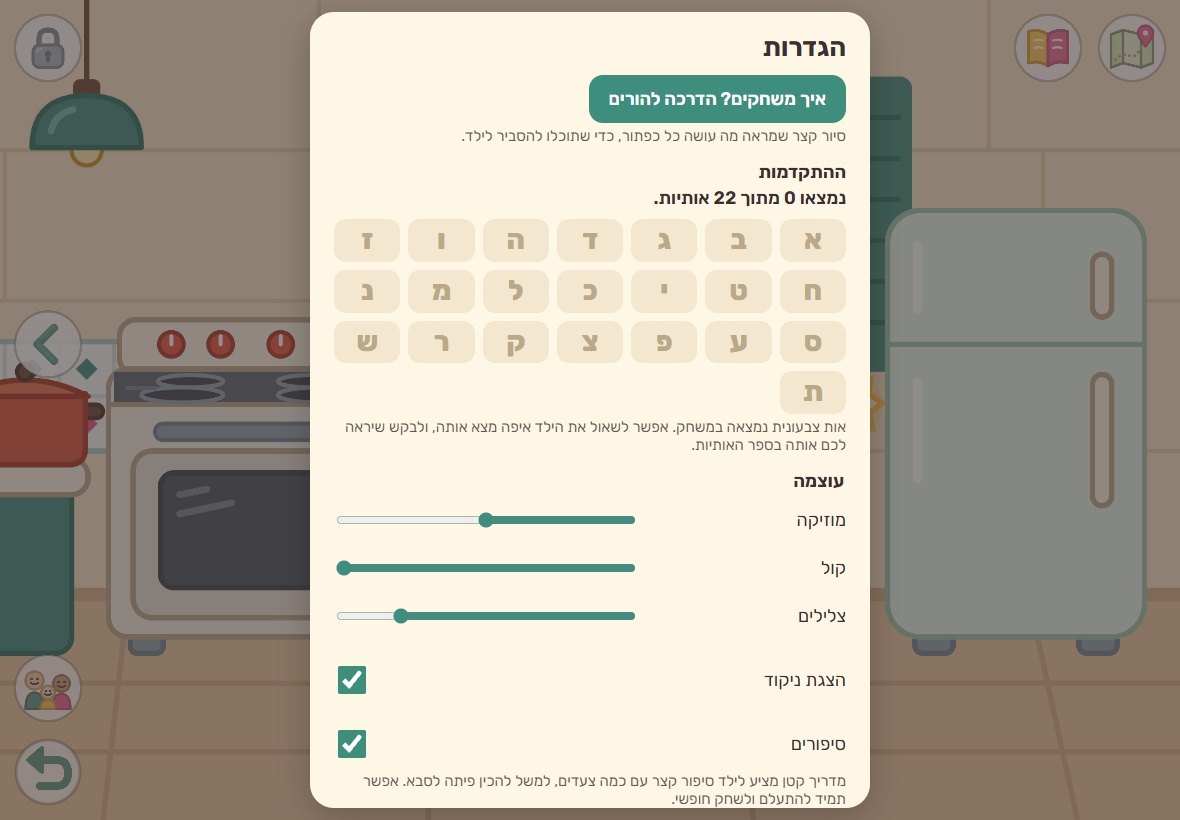 הגדרות
איך משחקים? הדרכה להורים
סיור קצר שמראה מה עושה כל כפתור, כדי שתוכלו להסביר לילד.
ההתקדמות
נמצאו 0 מתוך 22 אותיות.
א ב ג ד ה ו ז
ח ט י כ ל מ נ
ס ע פ צ ק ר ש
ת
אות צבעונית נמצאה במשחק. אפשר לשאול את הילד איפה מצא אותה, ולבקש שיראה
לכם אותה בספר האותיות.
עוצמה
מוזיקה
קול
צלילים
הצגת ניקוד
סיפורים
מדריך קטן מציע לילד סיפור קצר עם כמה צעדים, למשל להכין פיתה לסבא. אפשר
תמיד להתעלם ולשחק חופשי.